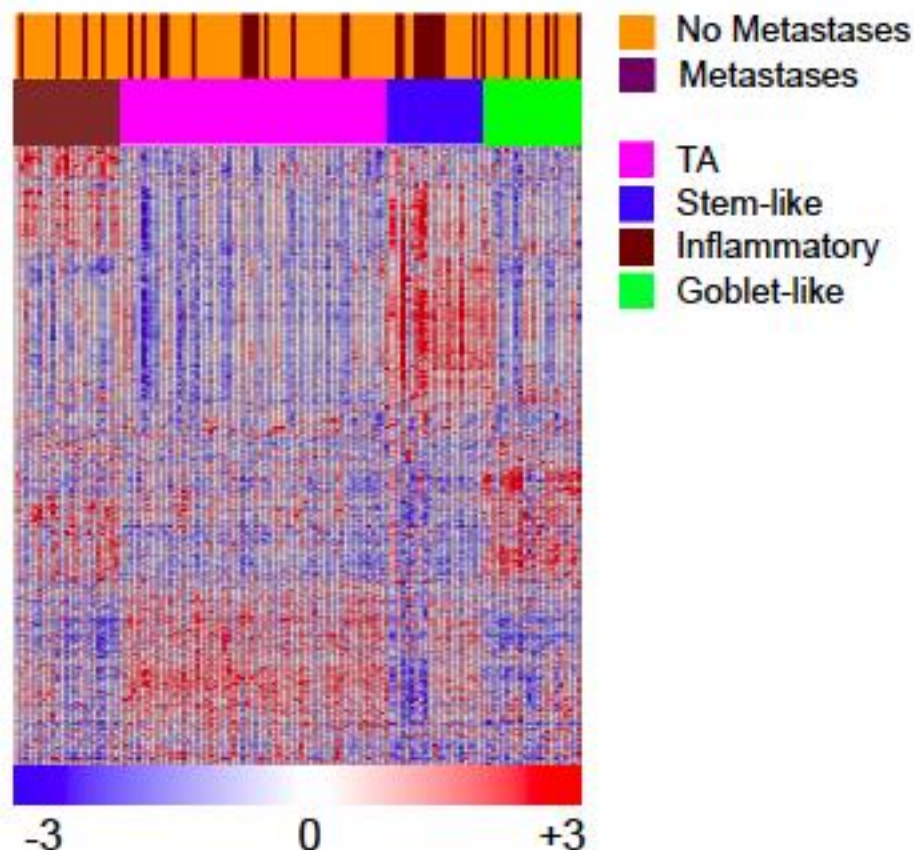 No Metastases
Metastases
TA
Stem-like
Inflammatory
Goblet-like
-3 0 +3